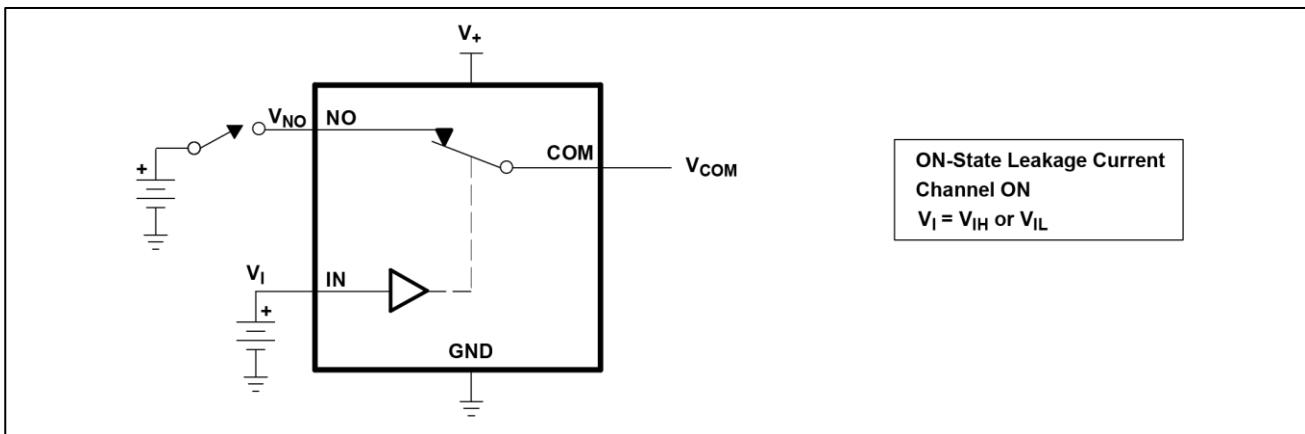 V+
VNO NO
COM
VCOM
+
VI IN
+
GND
ON-State Leakage Current
Channel ON
VI = VIH or VIL